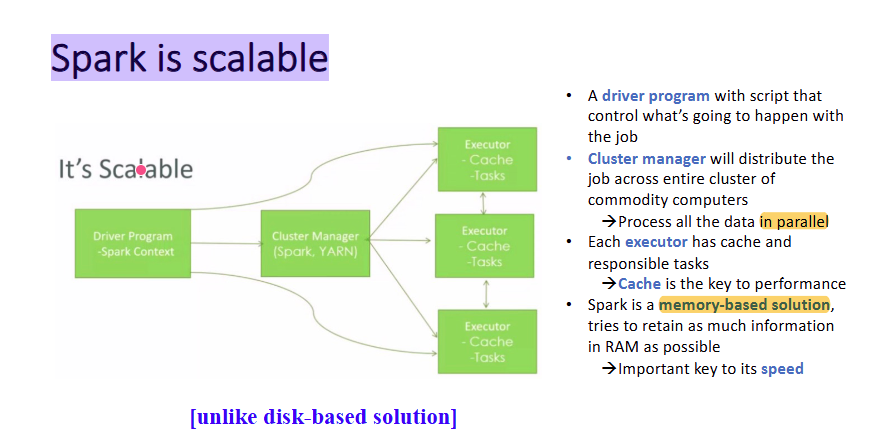 Spark is scalable
It's Scalable
Driver Program
-Spark Context
Cluster Manager
(Spark, YARN)
Executor
- Cache
-Tasks
Executor
- Cache
-Tasks
Executor
- Cache
-Tasks
[unlike disk-based solution]
• A driver program with script that
control what's going to happen with
the job
• Cluster manager will distribute the
job across entire cluster of
commodity computers
→Process all the data in parallel
• Each executor has cache and
responsible tasks
→Cache is the key to performance
• Spark is a memory-based solution,
tries to retain as much information
in RAM as possible
→Important key to its speed